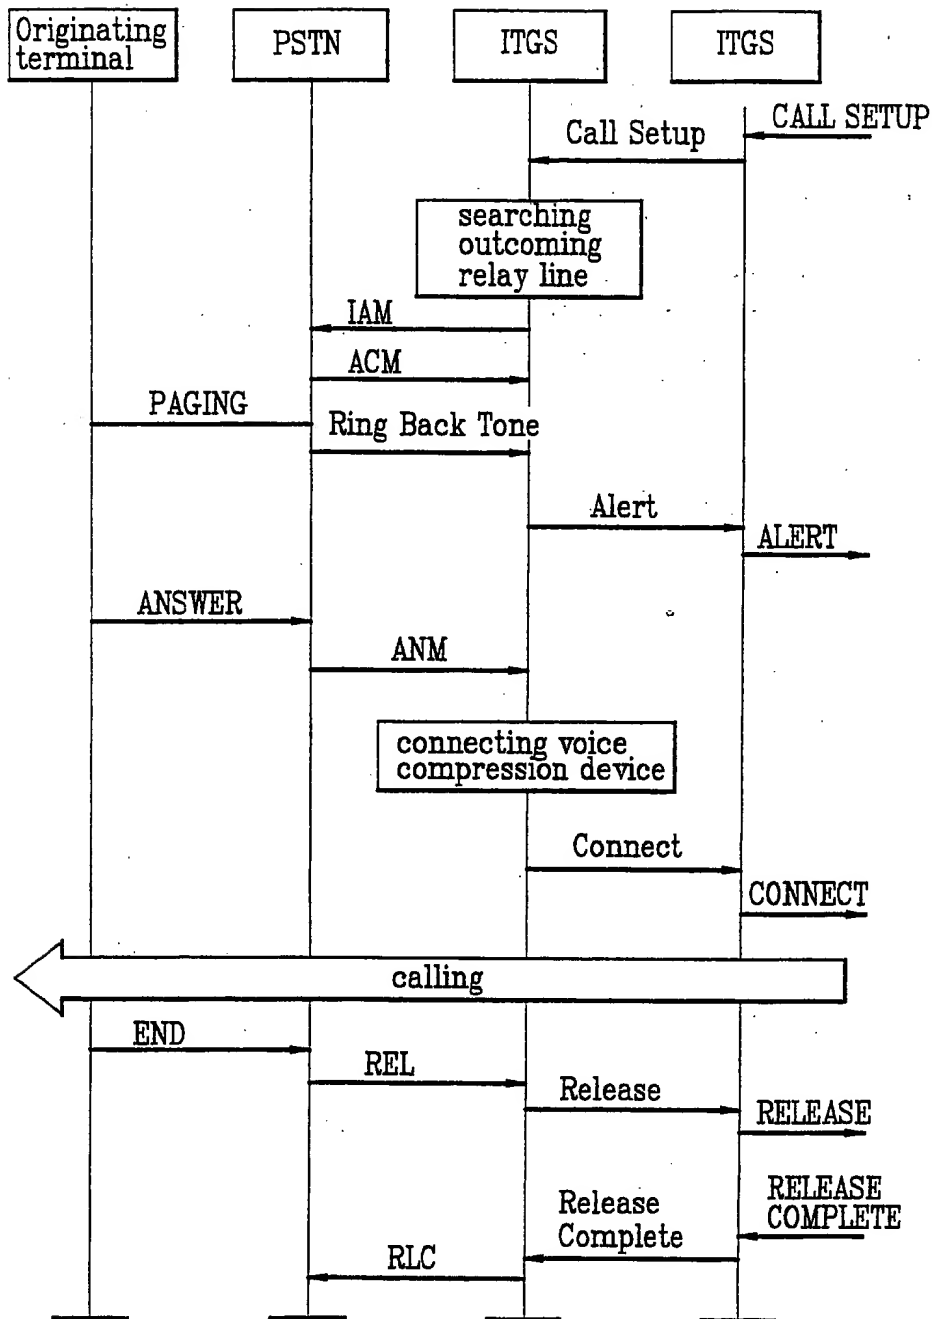 Originating
terminal
PSTN
ITGS
ITGS
CALL SETUP
Call Setup
searching
outcoming
relay line
IAM
ACM
PAGING
Ring Back Tone
Alert
ALERT
ANSWER
ANM
connecting voice
compression device
Connect
CONNECT
calling
END
REL
Release
RELEASE
RELEASE
COMPLETE
Release
Complete
RLC